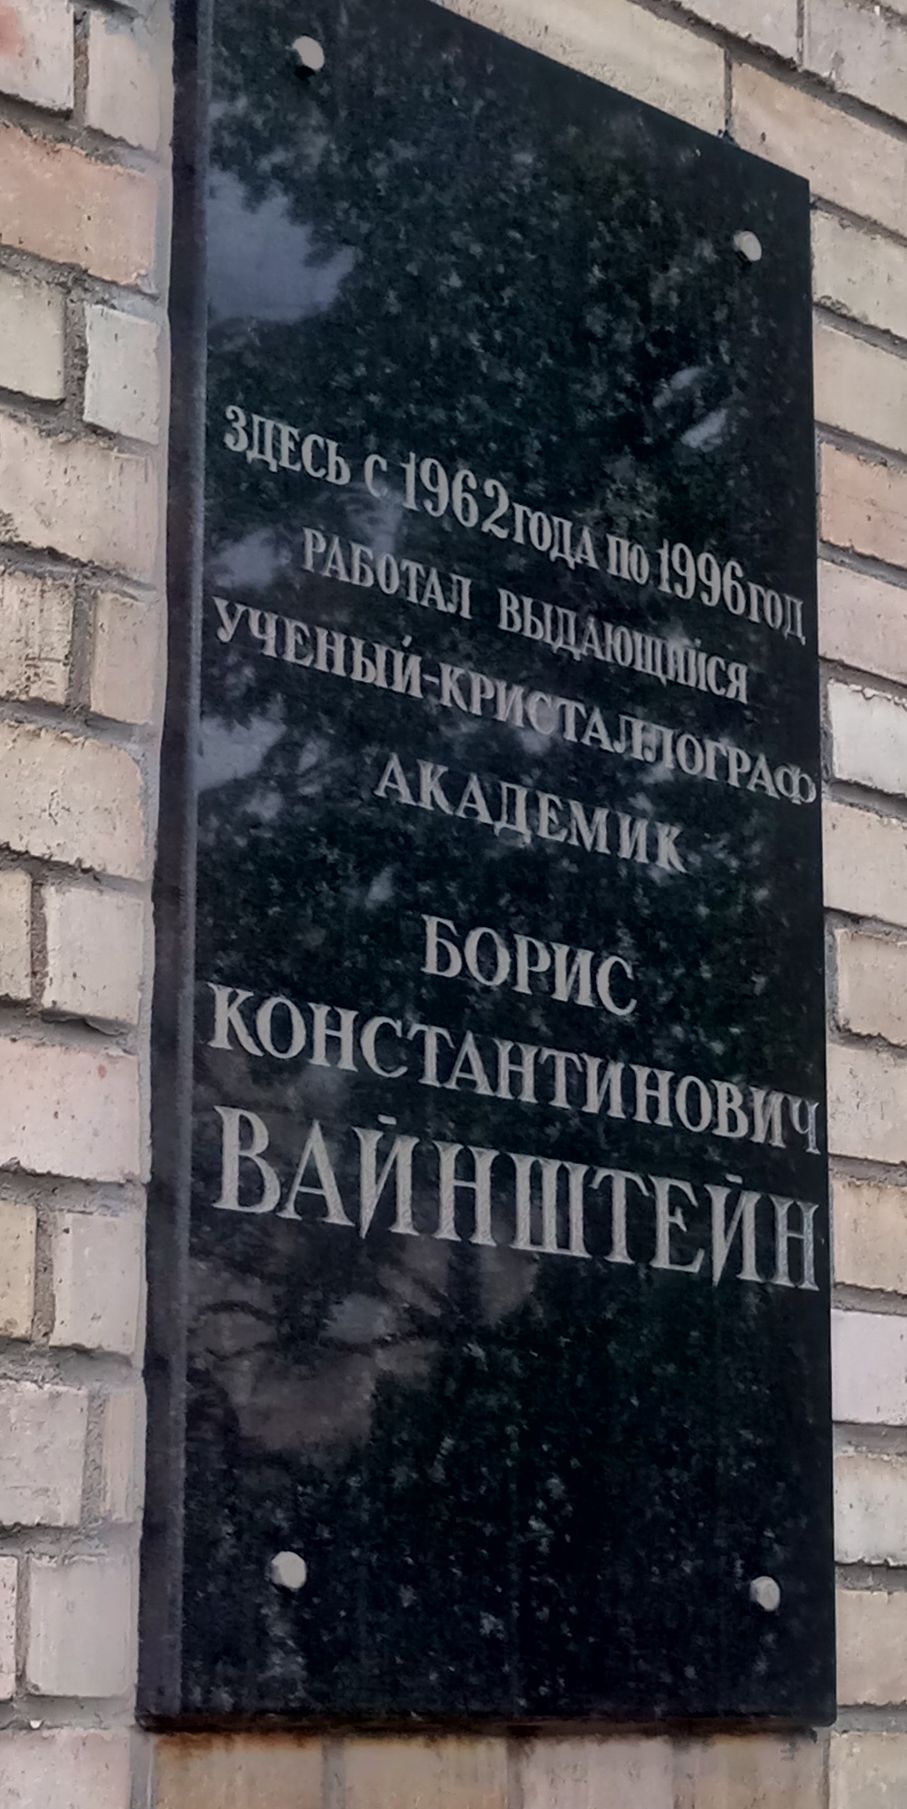 ЗДЕСЬ С 1962 ГОДА ПО 1996 ГОД
РАБОТАЛ ВЫДАЮЩИЙСЯ
УЧЕНЫЙ-КРИСТАЛЛОГРАФ
АКАДЕМИК
БОРИС
КОНСТАНТИНОВИЧ
ВАЙНШТЕЙН